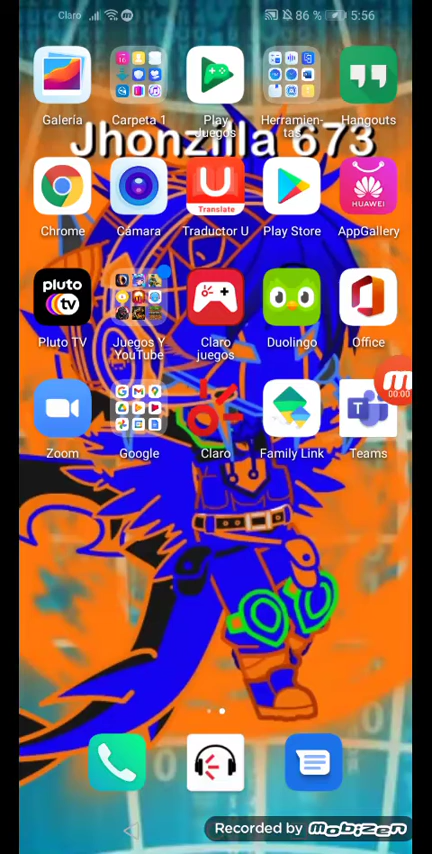 Claro 86 % 5:56
Galería Carpeta 1 Play Juegos Herramien-tas Hangouts
Jhonzilla 673
Chrome Cámara Traductor U Play Store AppGallery
U Translate
HUAWEI
pluto tv
Pluto TV Juegos Y YouTube Claro juegos Duolingo Office
00:00
Zoom Google Claro Family Link Teams
Recorded by MOBIZEN